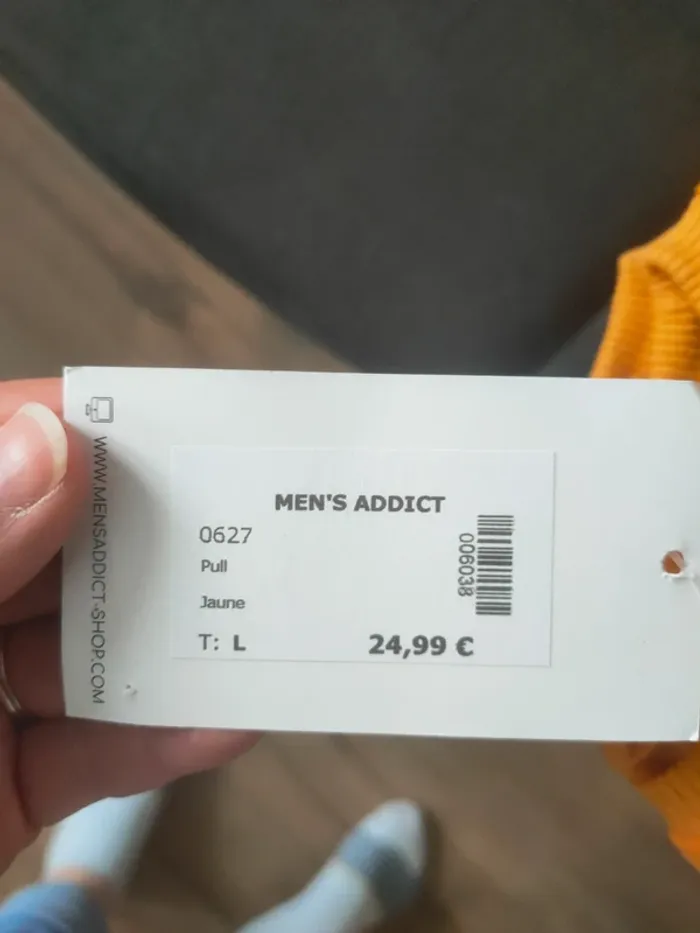 WWW.MENSADDICT-SHOP.COM
MEN'S ADDICT
0627
Pull
Jaune
T: L
24,99 €
006038